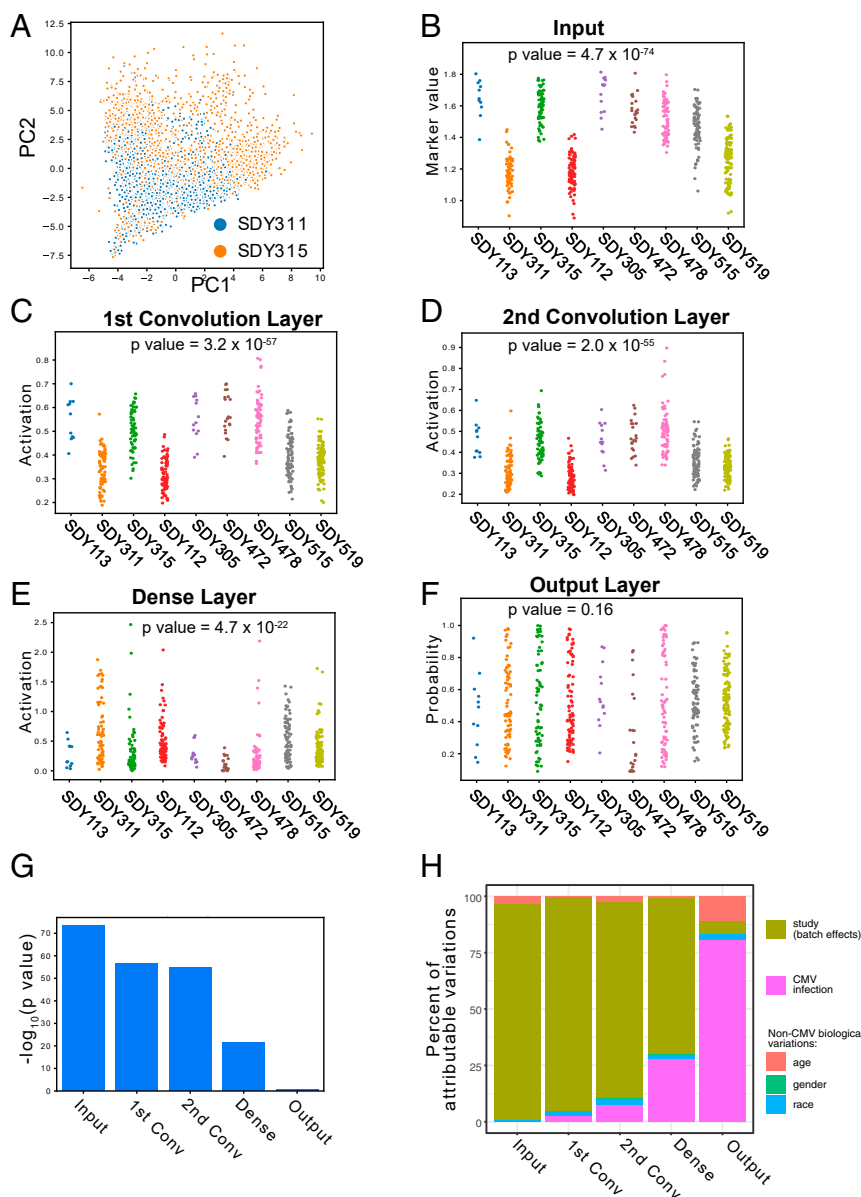 A
12.5
10.0
7.5
5.0
2.5
0.0
−2.5
−5.0
−7.5
PC2
SDY311
SDY315
−6
−4
−2
0
2
4
6
8
10
PC1
B
Input
p value = 4.7 x 10-74
Marker value
1.8
1.6
1.4
1.2
1.0
SDY113
SDY311
SDY315
SDY112
SDY305
SDY472
SDY478
SDY515
SDY519
C
1st Convolution Layer
p value = 3.2 x 10-57
Activation
0.8
0.7
0.6
0.5
0.4
0.3
0.2
SDY113
SDY311
SDY315
SDY112
SDY305
SDY472
SDY478
SDY515
SDY519
D
2nd Convolution Layer
p value = 2.0 x 10-55
Activation
0.9
0.8
0.7
0.6
0.5
0.4
0.3
0.2
SDY113
SDY311
SDY315
SDY112
SDY305
SDY472
SDY478
SDY515
SDY519
E
Dense Layer
p value = 4.7 x 10-22
Activation
2.5
2.0
1.5
1.0
0.5
0.0
SDY113
SDY311
SDY315
SDY112
SDY305
SDY472
SDY478
SDY515
SDY519
F
Output Layer
p value = 0.16
Probability
1.0
0.8
0.6
0.4
0.2
SDY113
SDY311
SDY315
SDY112
SDY305
SDY472
SDY478
SDY515
SDY519
G
-log10(p value)
70
60
50
40
30
20
10
0
Input
1st Conv
2nd Conv
Dense
Output
H
Percent of
attributable variations
100
75
50
25
0
Input
1st Conv
2nd Conv
Dense
Output
study
(batch effects)
CMV
infection
Non-CMV biologica
variations:
age
gender
race